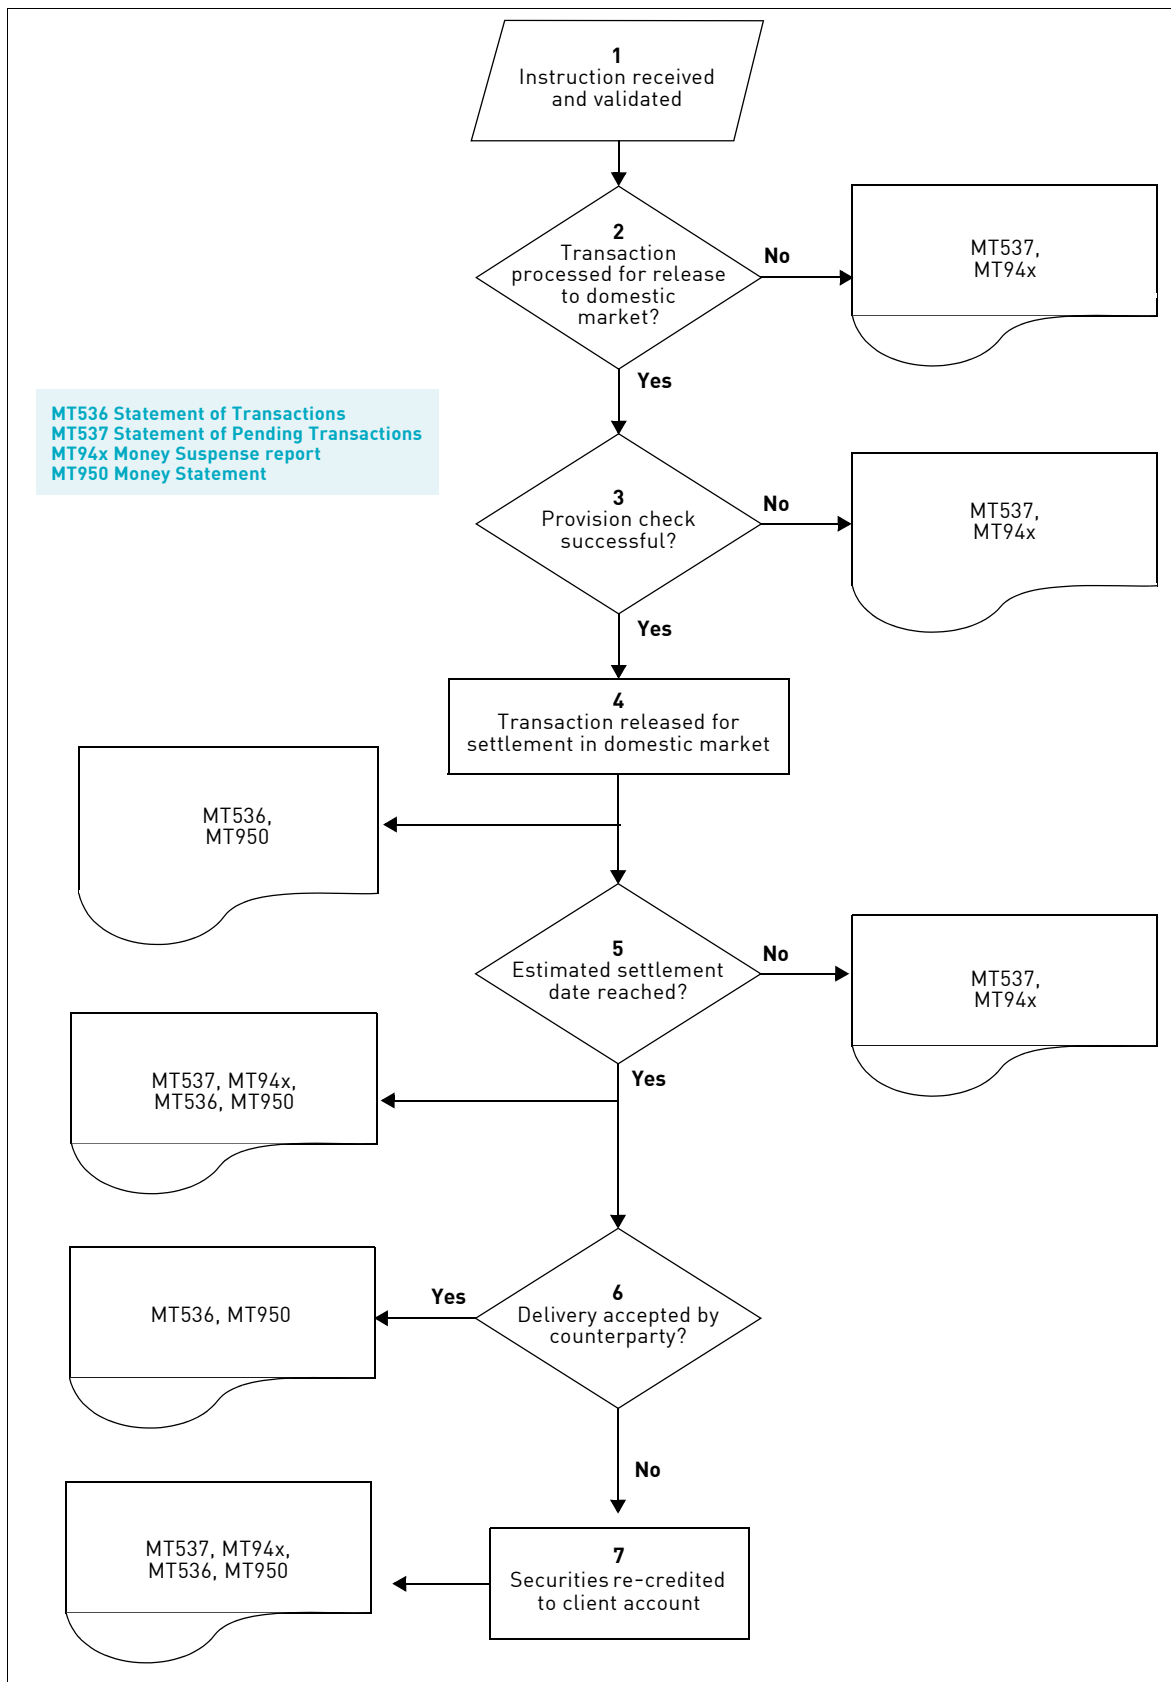 1
Instruction received
and validated
2
Transaction
processed for release
to domestic
market?
No
MT537,
MT94x
Yes
MT536 Statement of Transactions
MT537 Statement of Pending Transactions
MT94x Money Suspense report
MT950 Money Statement
3
Provision check
successful?
No
MT537,
MT94x
Yes
4
Transaction released for
settlement in domestic market
MT536,
MT950
5
Estimated settlement
date reached?
No
MT537,
MT94x
Yes
MT537, MT94x,
MT536, MT950
6
Delivery accepted by
counterparty?
Yes
MT536, MT950
No
7
Securities re-credited
to client account
MT537, MT94x,
MT536, MT950